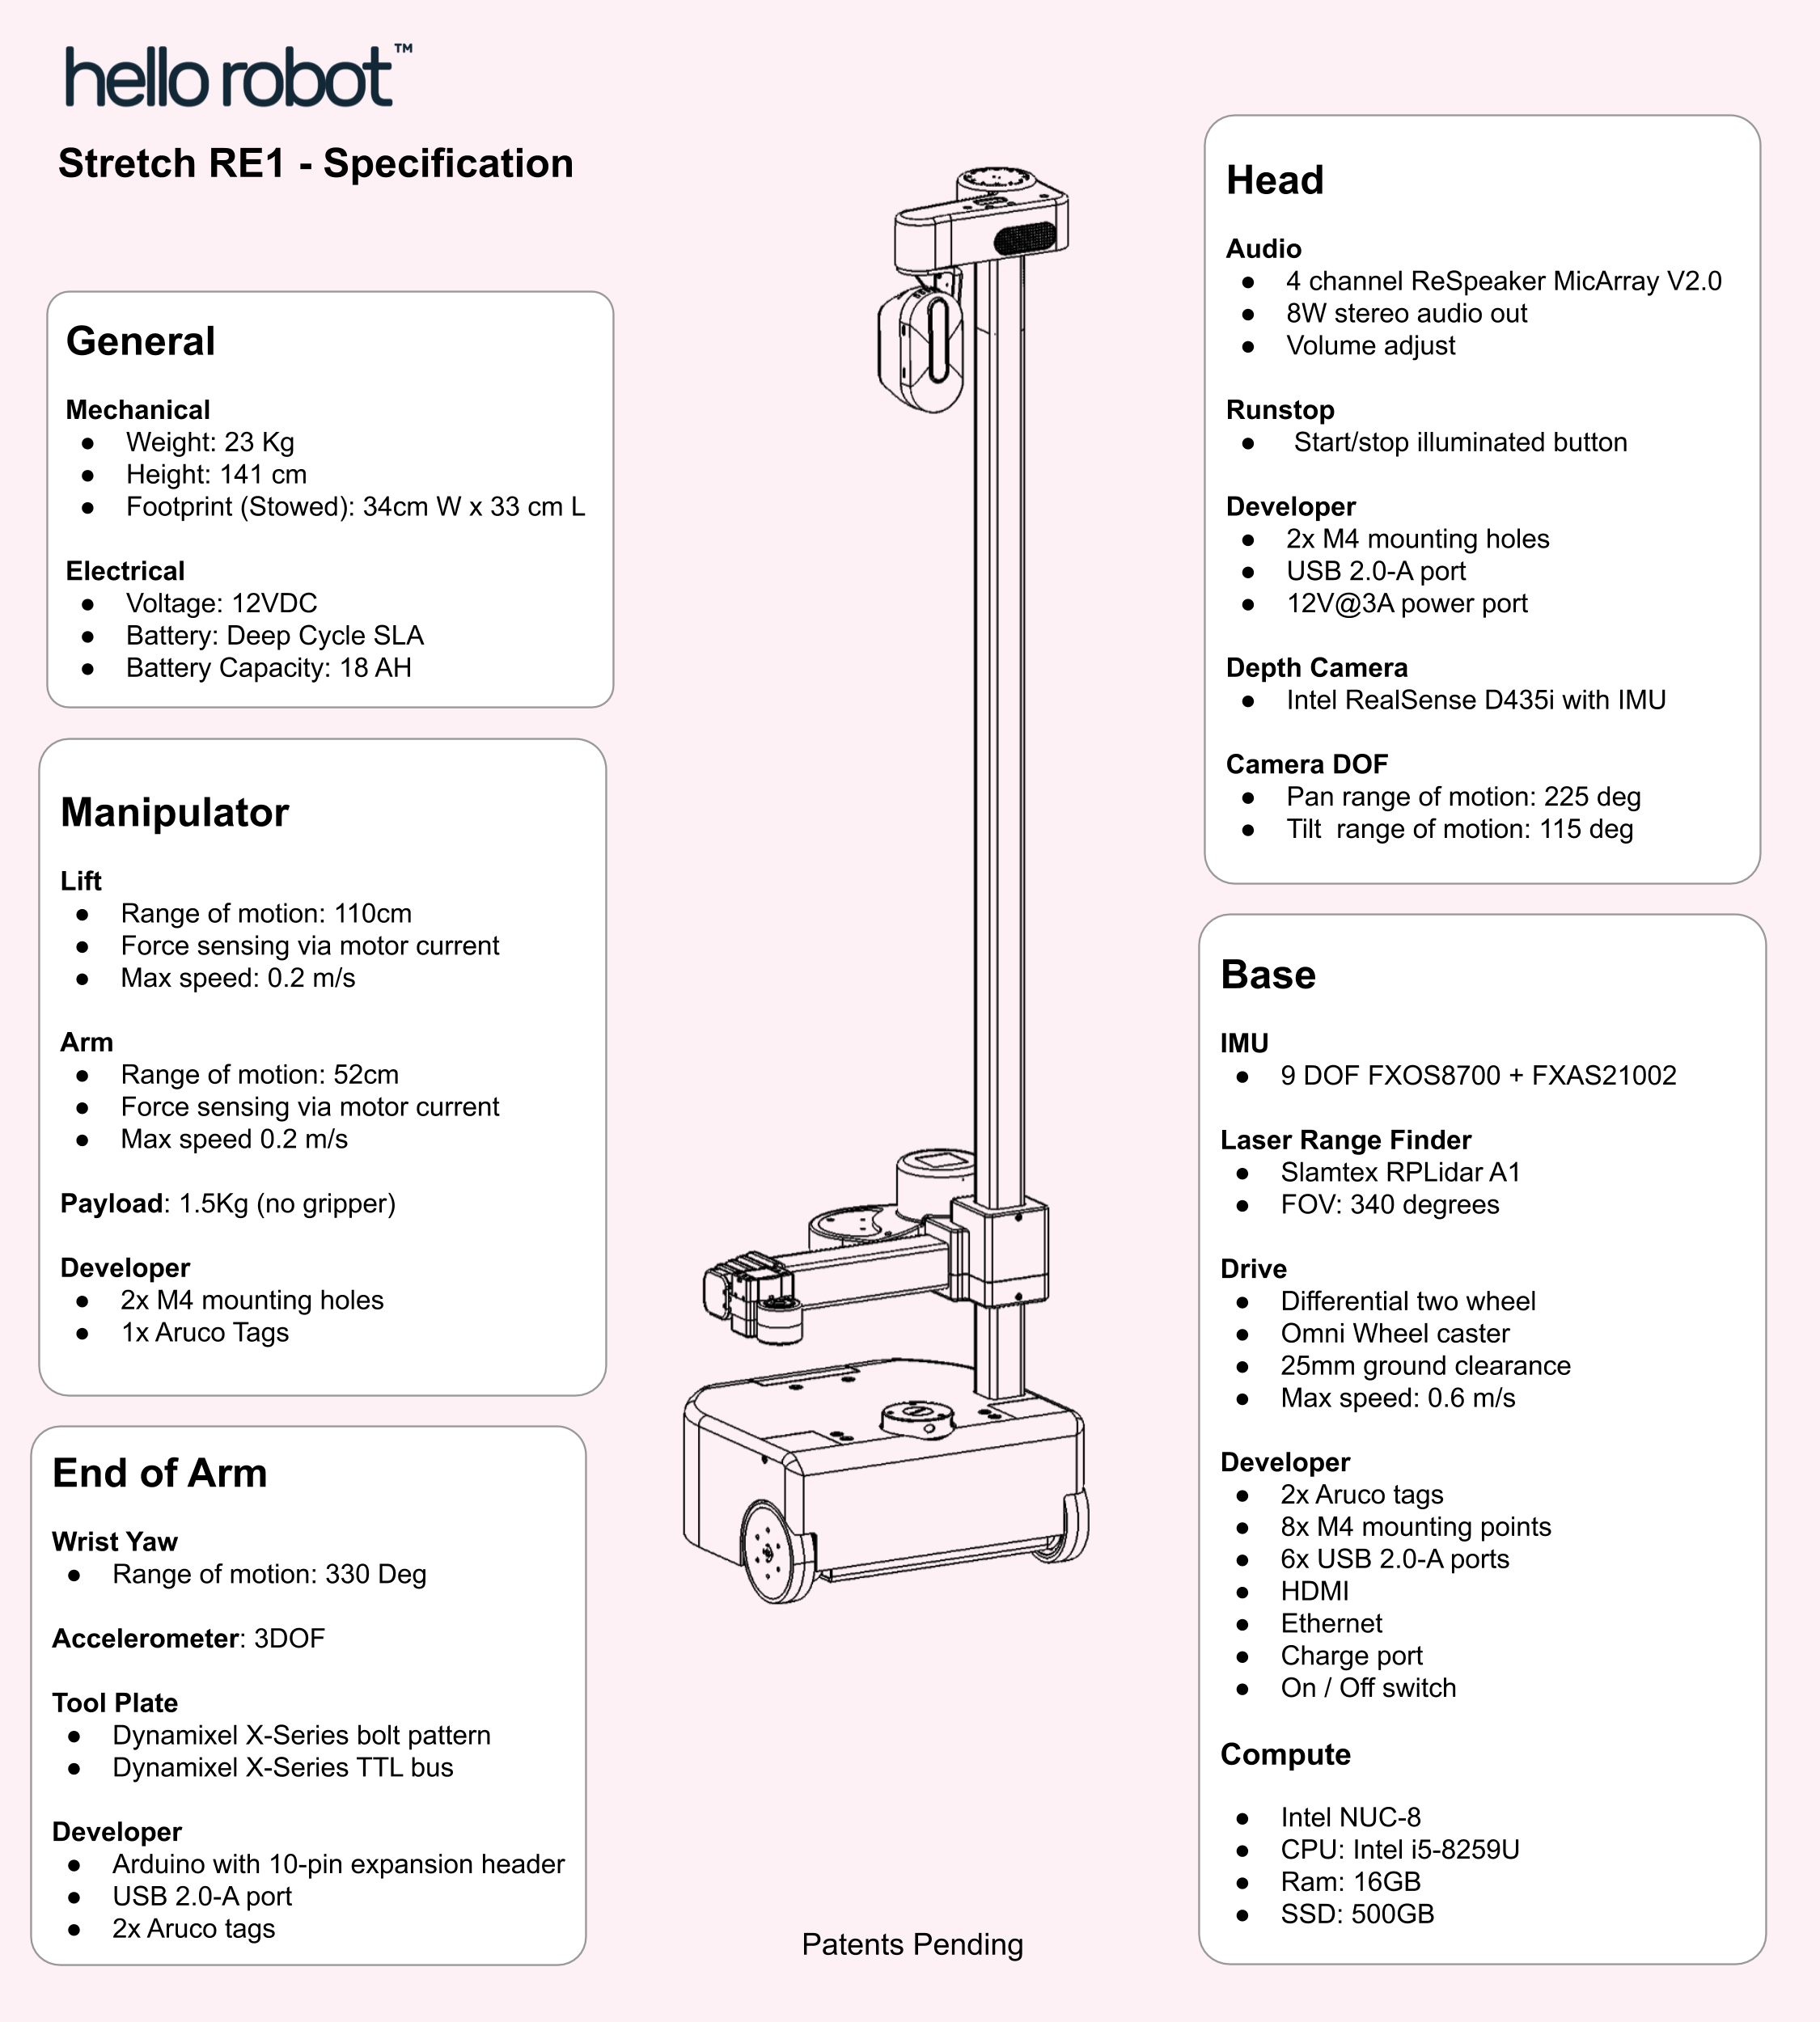 hello robot™
Stretch RE1 - Specification
General
Mechanical
● Weight: 23 Kg
● Height: 141 cm
● Footprint (Stowed): 34cm W x 33 cm L
Electrical
● Voltage: 12VDC
● Battery: Deep Cycle SLA
● Battery Capacity: 18 AH
Manipulator
Lift
● Range of motion: 110cm
● Force sensing via motor current
● Max speed: 0.2 m/s
Arm
● Range of motion: 52cm
● Force sensing via motor current
● Max speed 0.2 m/s
Payload: 1.5Kg (no gripper)
Developer
● 2x M4 mounting holes
● 1x Aruco Tags
End of Arm
Wrist Yaw
● Range of motion: 330 Deg
Accelerometer: 3DOF
Tool Plate
● Dynamixel X-Series bolt pattern
● Dynamixel X-Series TTL bus
Developer
● Arduino with 10-pin expansion header
● USB 2.0-A port
● 2x Aruco tags
Head
Audio
● 4 channel ReSpeaker MicArray V2.0
● 8W stereo audio out
● Volume adjust
Runstop
● Start/stop illuminated button
Developer
● 2x M4 mounting holes
● USB 2.0-A port
● 12V@3A power port
Depth Camera
● Intel RealSense D435i with IMU
Camera DOF
● Pan range of motion: 225 deg
● Tilt range of motion: 115 deg
Base
IMU
● 9 DOF FXOS8700 + FXAS21002
Laser Range Finder
● Slamtex RPLidar A1
● FOV: 340 degrees
Drive
● Differential two wheel
● Omni Wheel caster
● 25mm ground clearance
● Max speed: 0.6 m/s
Developer
● 2x Aruco tags
● 8x M4 mounting points
● 6x USB 2.0-A ports
● HDMI
● Ethernet
● Charge port
● On / Off switch
Compute
● Intel NUC-8
● CPU: Intel i5-8259U
● Ram: 16GB
● SSD: 500GB
Patents Pending